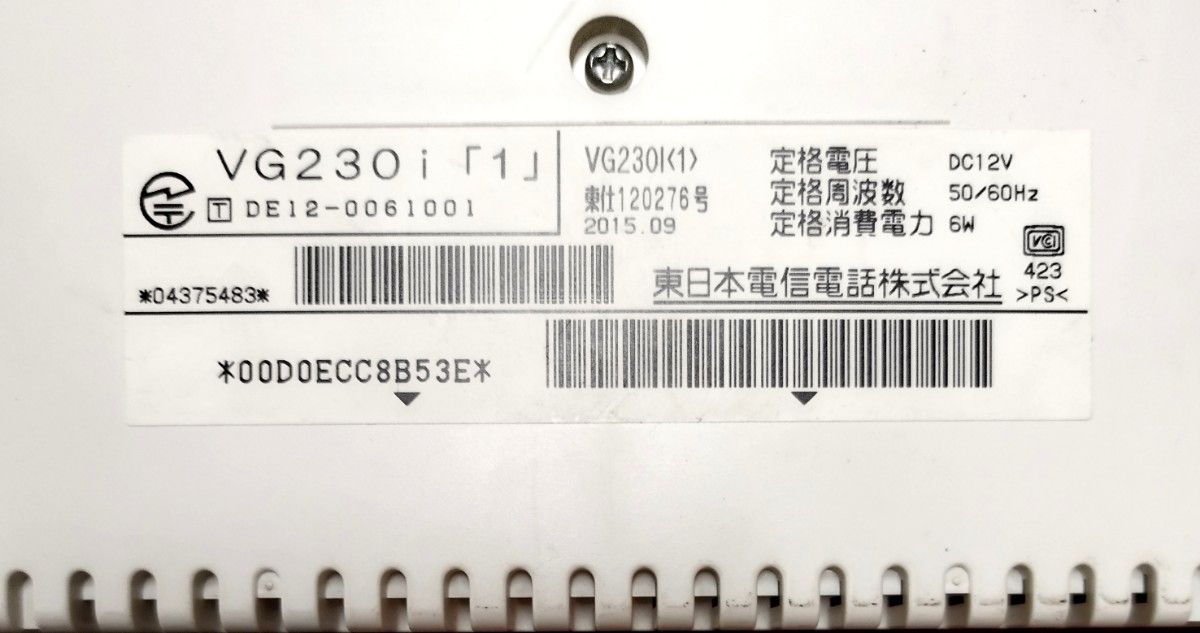 VG230i「1」
T DE12-0061001
VG230I<1>
東仕120276号
2015.09
定格電圧 DC12V
定格周波数 50/60Hz
定格消費電力 6W
VCI
423
>PS<
*04375483*
東日本電信電話株式会社
*00D0ECC8B53E*